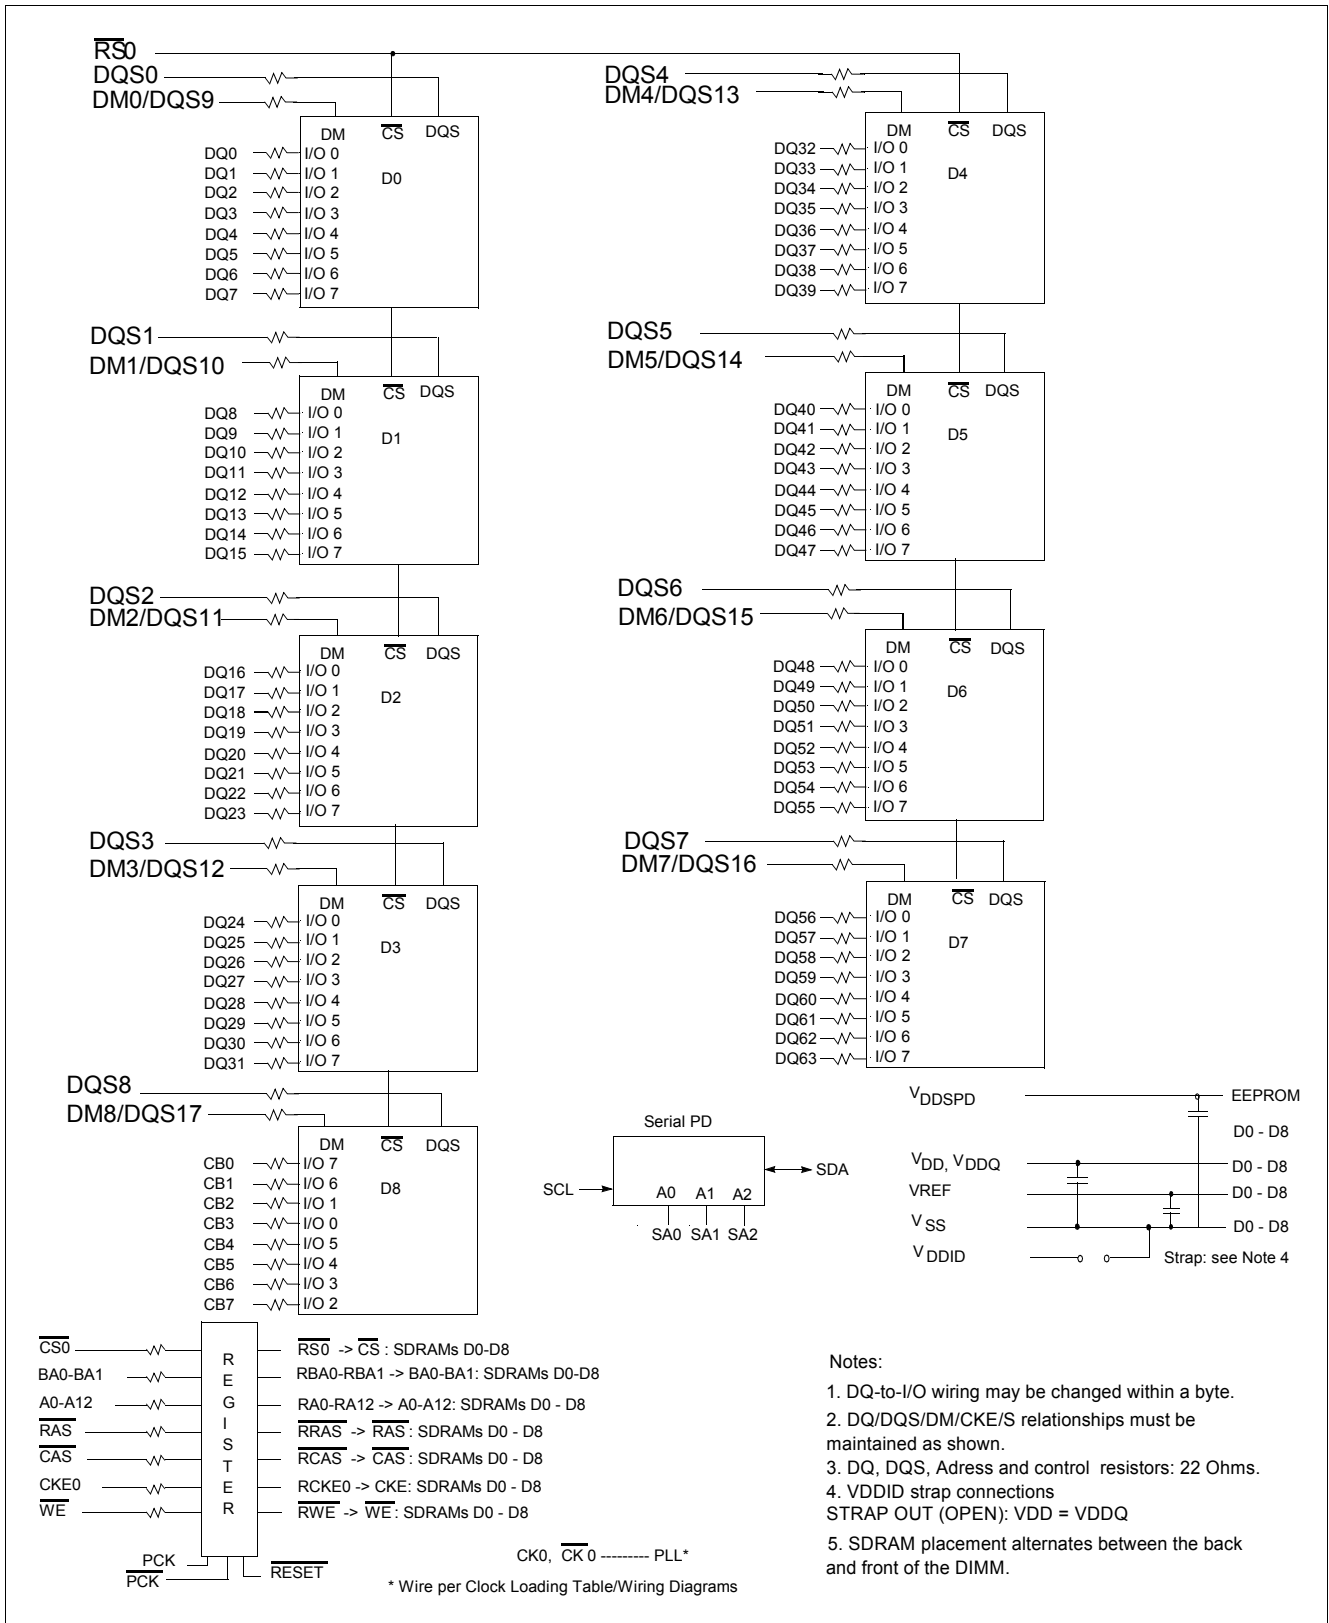 RS0
DQS0
DM0/DQS9
DM CS DQS
DQ0 I/O 0
DQ1 I/O 1
D0
DQ2 I/O 2
DQ3 I/O 3
DQ4 I/O 4
DQ5 I/O 5
DQ6 I/O 6
DQ7 I/O 7
DQS1
DM1/DQS10
DM CS DQS
DQ8 I/O 0
DQ9 I/O 1
D1
DQ10 I/O 2
DQ11 I/O 3
DQ12 I/O 4
DQ13 I/O 5
DQ14 I/O 6
DQ15 I/O 7
DQS2
DM2/DQS11
DM CS DQS
DQ16 I/O 0
DQ17 I/O 1
D2
DQ18 I/O 2
DQ19 I/O 3
DQ20 I/O 4
DQ21 I/O 5
DQ22 I/O 6
DQ23 I/O 7
DQS3
DM3/DQS12
DM CS DQS
DQ24 I/O 0
DQ25 I/O 1
D3
DQ26 I/O 2
DQ27 I/O 3
DQ28 I/O 4
DQ29 I/O 5
DQ30 I/O 6
DQ31 I/O 7
DQS8
DM8/DQS17
DM CS DQS
CB0 I/O 7
CB1 I/O 6
D8
CB2 I/O 1
CB3 I/O 0
CB4 I/O 5
CB5 I/O 4
CB6 I/O 3
CB7 I/O 2
DQS4
DM4/DQS13
DM CS DQS
DQ32 I/O 0
DQ33 I/O 1
D4
DQ34 I/O 2
DQ35 I/O 3
DQ36 I/O 4
DQ37 I/O 5
DQ38 I/O 6
DQ39 I/O 7
DQS5
DM5/DQS14
DM CS DQS
DQ40 I/O 0
DQ41 I/O 1
D5
DQ42 I/O 2
DQ43 I/O 3
DQ44 I/O 4
DQ45 I/O 5
DQ46 I/O 6
DQ47 I/O 7
DQS6
DM6/DQS15
DM CS DQS
DQ48 I/O 0
DQ49 I/O 1
D6
DQ50 I/O 2
DQ51 I/O 3
DQ52 I/O 4
DQ53 I/O 5
DQ54 I/O 6
DQ55 I/O 7
DQS7
DM7/DQS16
DM CS DQS
DQ56 I/O 0
DQ57 I/O 1
D7
DQ58 I/O 2
DQ59 I/O 3
DQ60 I/O 4
DQ61 I/O 5
DQ62 I/O 6
DQ63 I/O 7
Serial PD
SCL
SDA
A0 A1 A2
SA0 SA1 SA2
VDDSPD EEPROM
D0 - D8
VDD, VDDQ D0 - D8
VREF D0 - D8
VSS D0 - D8
VDDID Strap: see Note 4
REGISTER
CS0 RS0 -> CS : SDRAMs D0-D8
BA0-BA1 RBA0-RBA1 -> BA0-BA1: SDRAMs D0-D8
A0-A12 RA0-RA12 -> A0-A12: SDRAMs D0 - D8
RAS RRAS -> RAS : SDRAMs D0 - D8
CAS RCAS -> CAS : SDRAMs D0 - D8
CKE0 RCKE0 -> CKE: SDRAMs D0 - D8
WE RWE -> WE : SDRAMs D0 - D8
PCK
PCK
RESET
CK0, CK 0 --------- PLL*
* Wire per Clock Loading Table/Wiring Diagrams
Notes:
1. DQ-to-I/O wiring may be changed within a byte.
2. DQ/DQS/DM/CKE/S relationships must be
maintained as shown.
3. DQ, DQS, Adress and control resistors: 22 Ohms.
4. VDDID strap connections
STRAP OUT (OPEN): VDD = VDDQ
5. SDRAM placement alternates between the back
and front of the DIMM.